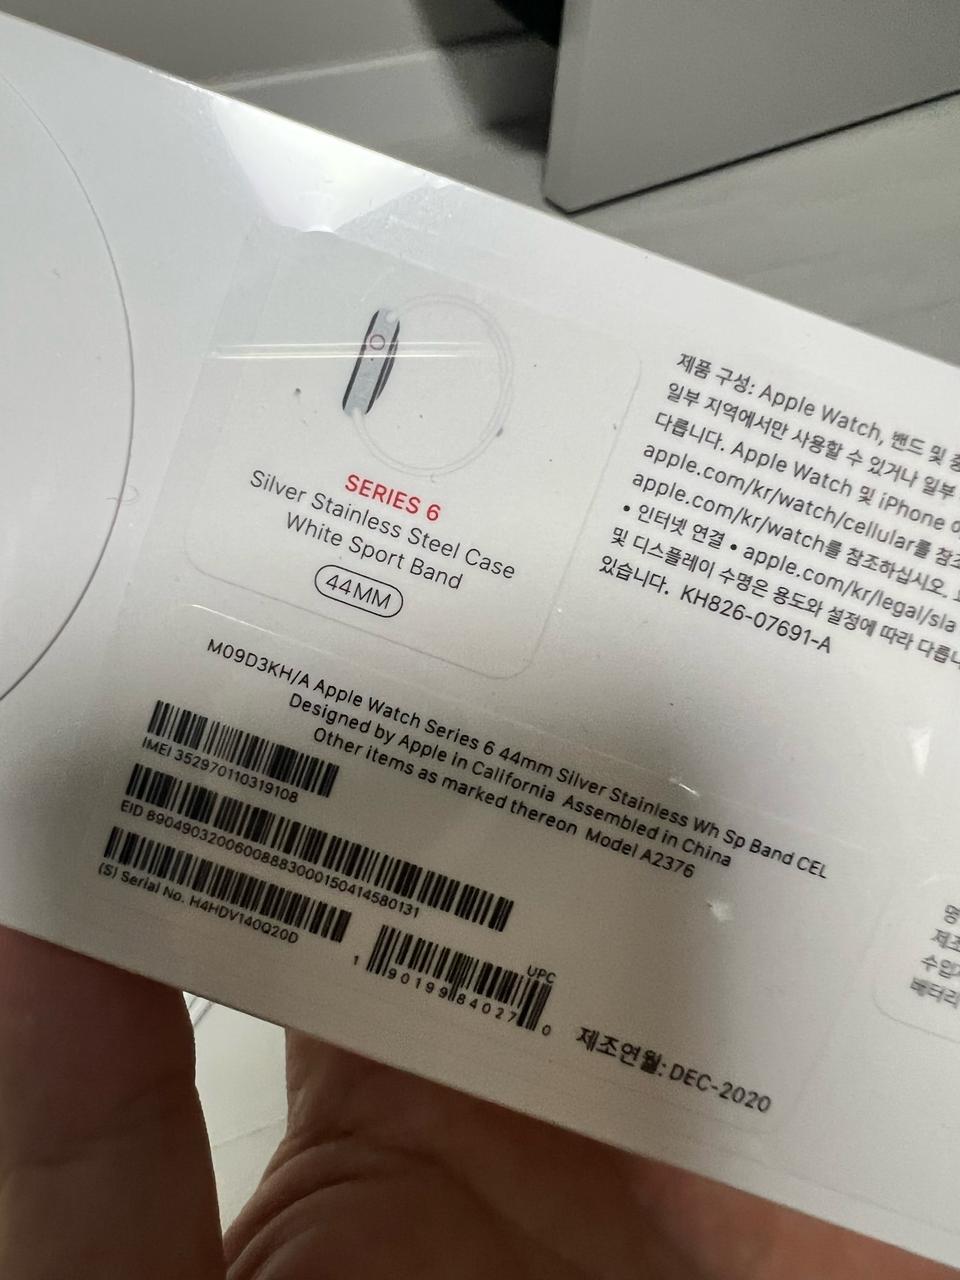 SERIES 6
Silver Stainless Steel Case
White Sport Band
44MM
제품 구성: Apple Watch, 밴드 및
일부 지역에서만 사용할 수 있거나 일부
다릅니다. Apple Watch 및 iPhone
apple.com/kr/watch/cellular를
apple.com/kr/watch를 참조하십시오.
• 인터넷 연결 • apple.com/kr/legal/sla
및 디스플레이 수명은 용도와 설정에 따라
있습니다. KH826-07691-A
M09D3KH/A Apple Watch Series 6 44mm Silver Stainless Wh Sp Band CEL
Designed by Apple in California Assembled in China
Other items as marked thereon Model A2376
IMEI 352970110319108
EID 89049032006008883000150414580131
(S) Serial No. H4HDV140Q20D
UPC
1 90199 84027 0
제조연월: DEC-2020